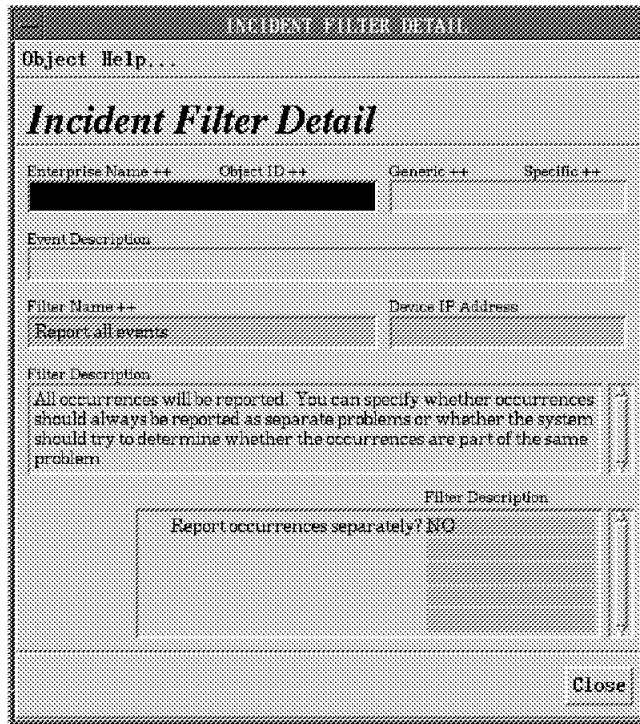 INCIDENT FILTER DETAIL
Object Help...
Incident Filter Detail
Enterprise Name ++ Object ID ++ Generic ++ Specific ++
Event Description
Filter Name ++ Device IP Address
Report all events
Filter Description
All occurrences will be reported. You can specify whether occurrences
should always be reported as separate problems or whether the system
should try to determine whether the occurrences are part of the same
problem
Filter Description
Report occurrences separately? NO
Close